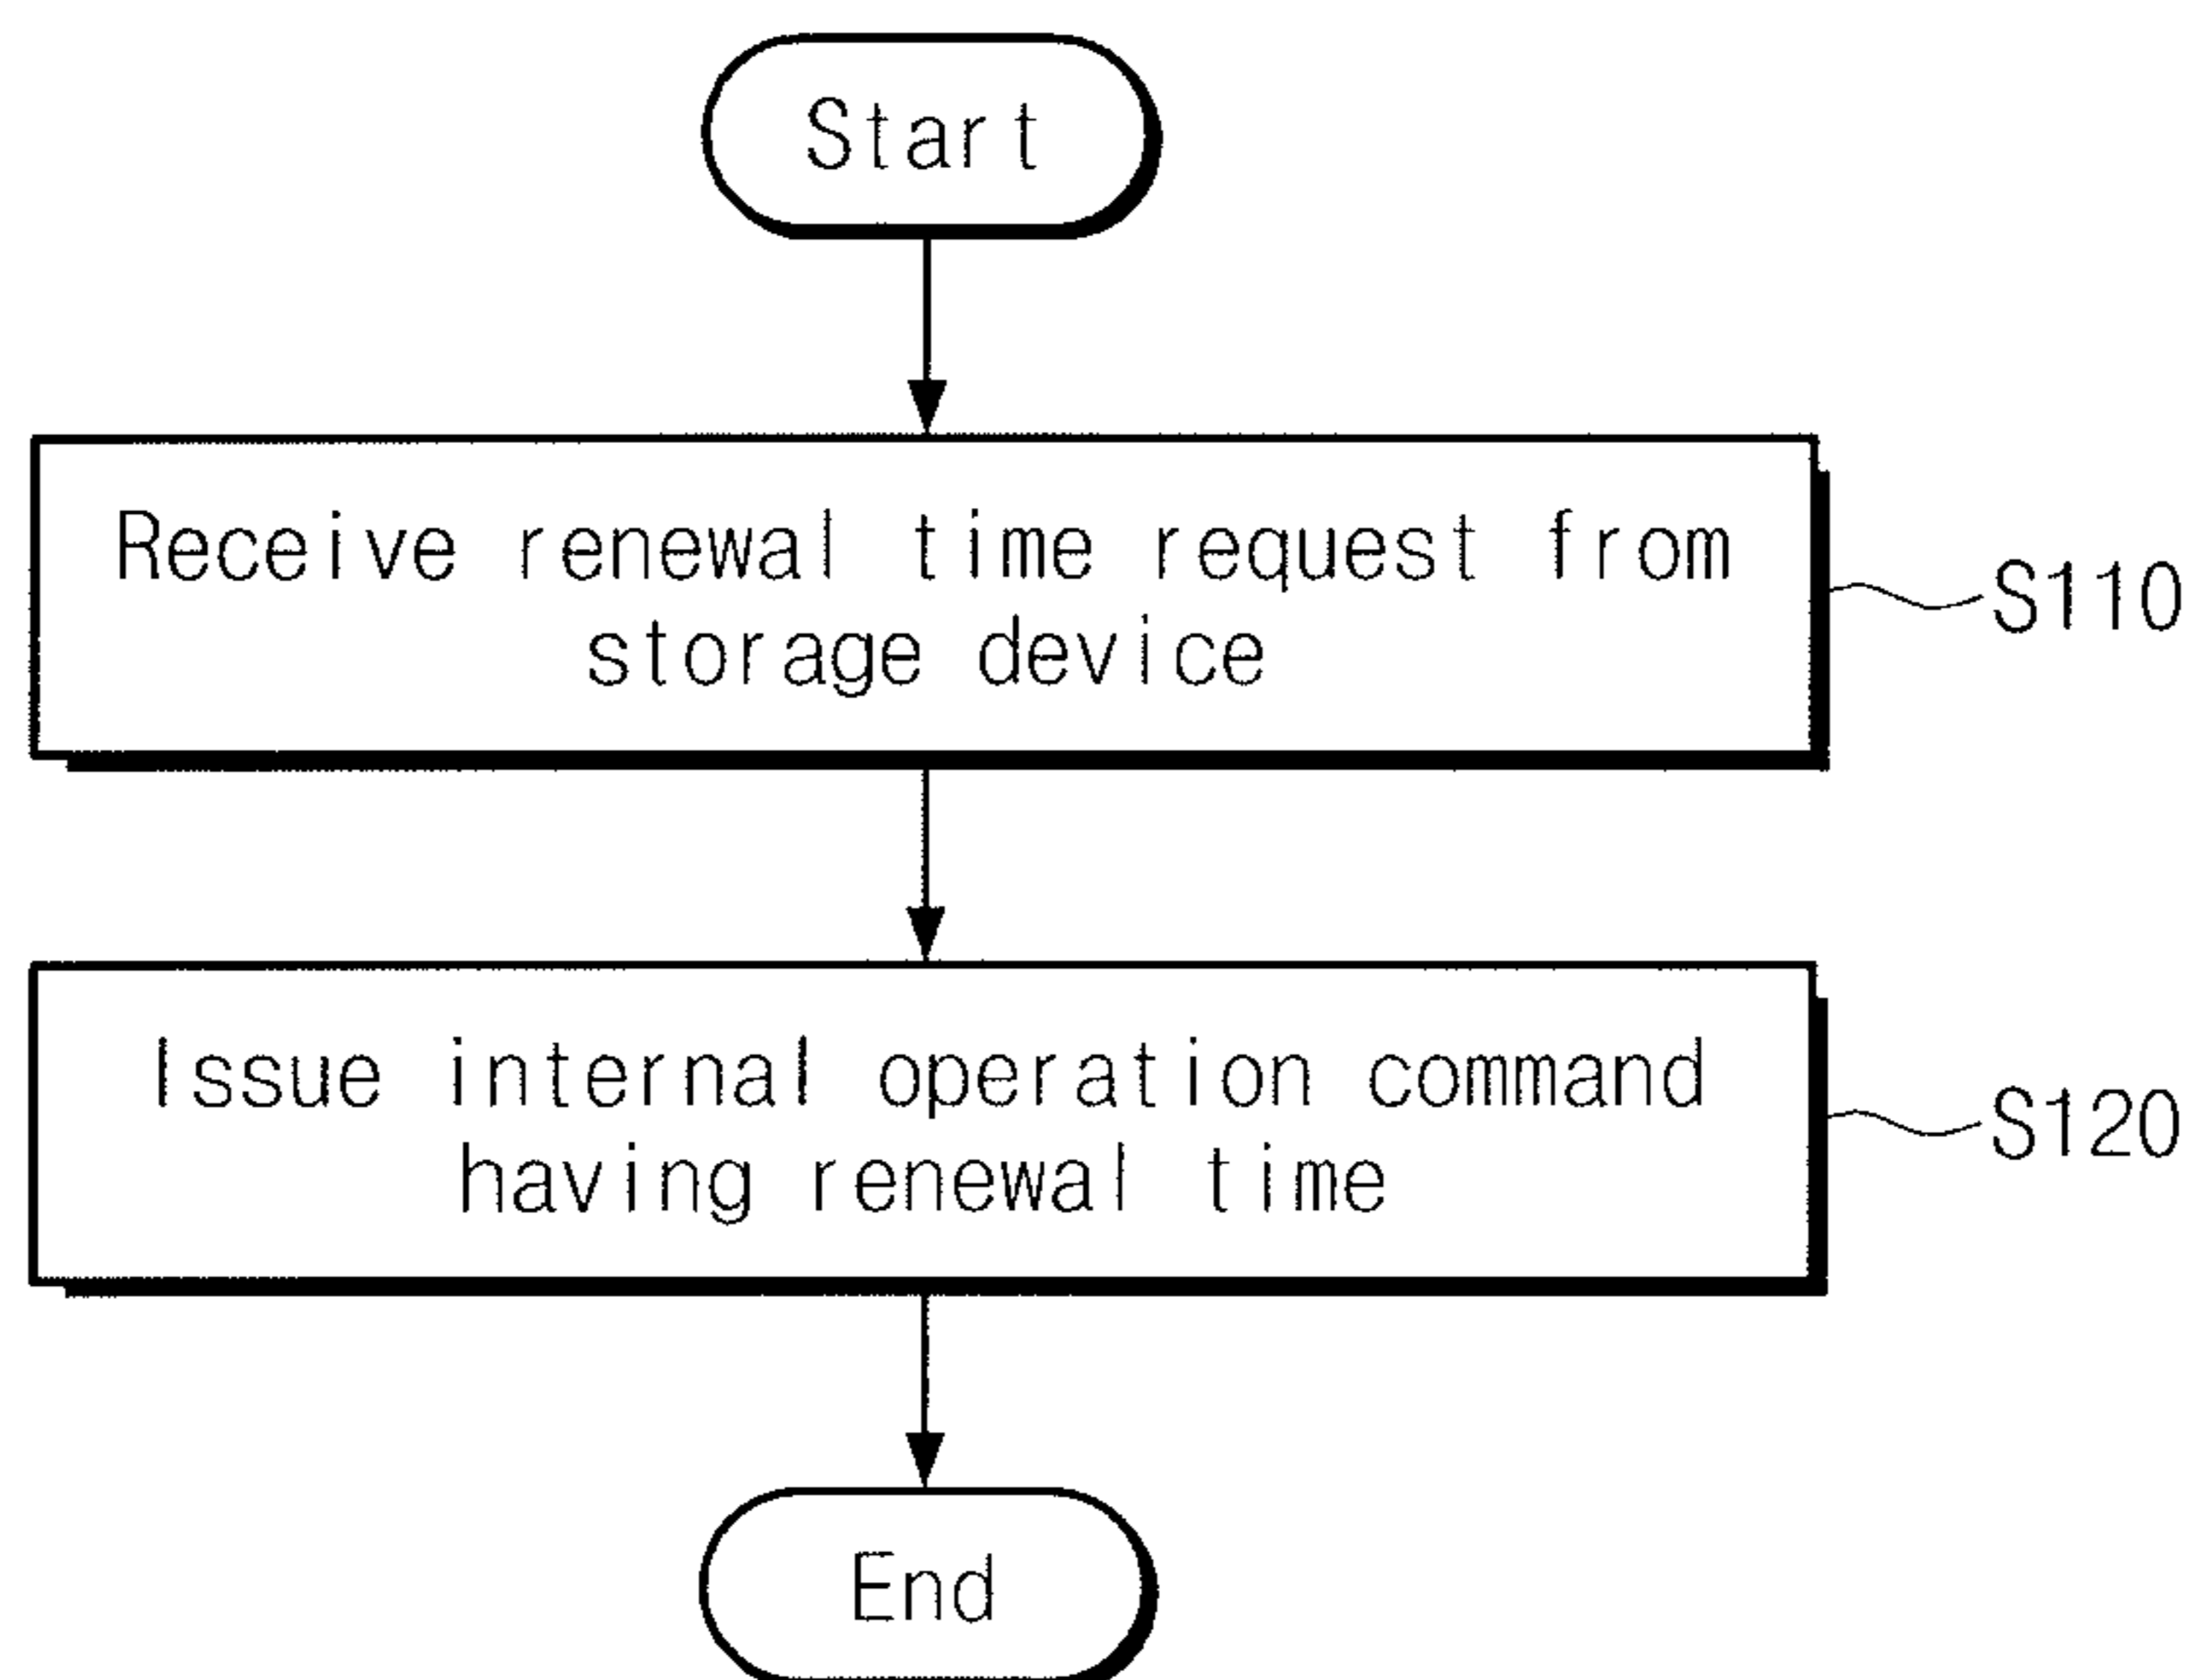 Start
Receive renewal time request from
storage device
S110
Issue internal operation command
having renewal time
S120
End